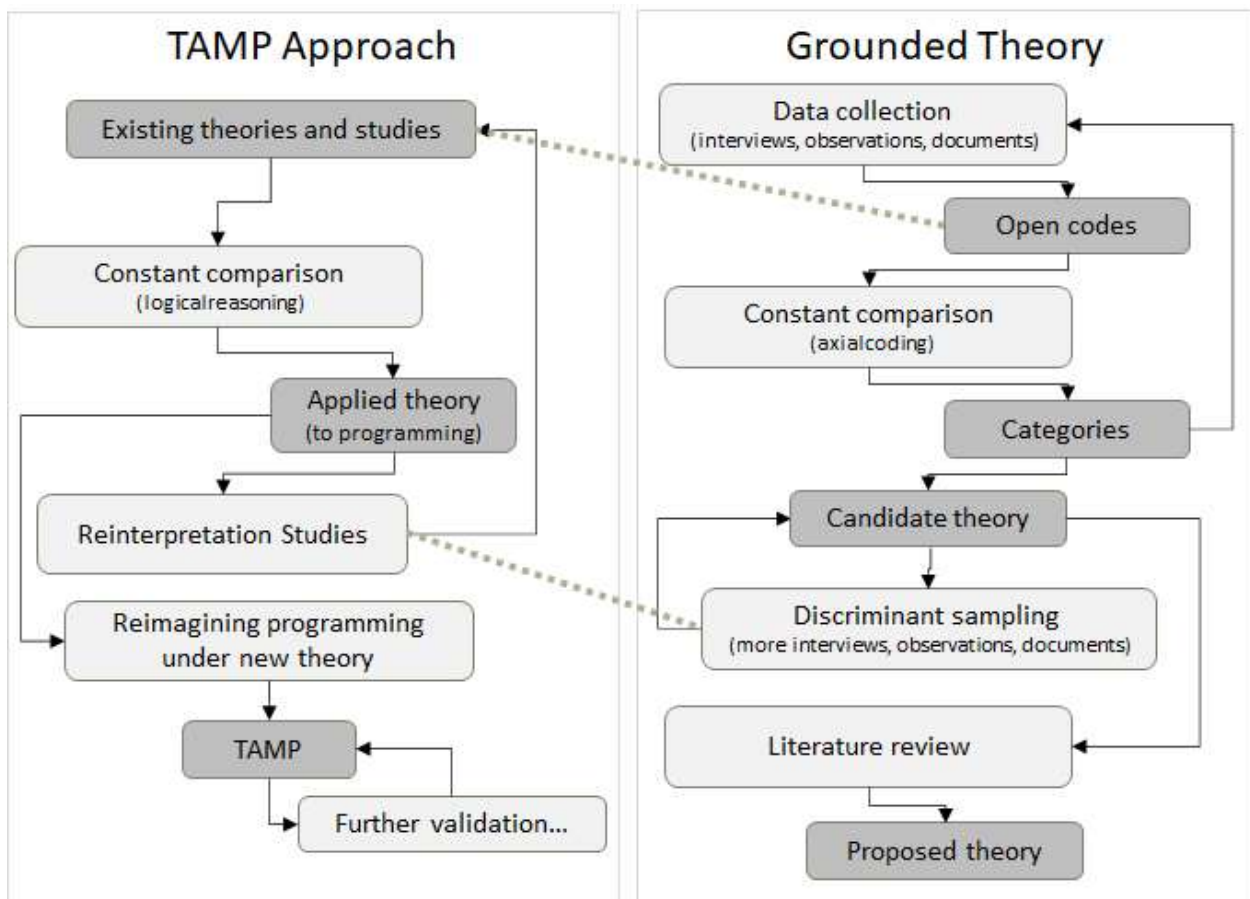 TAMP Approach
Existing theories and studies
Constant comparison
(logicalreasoning)
Applied theory
(to programming)
Reinterpretation Studies
Reimagining programming
under new theory
TAMP
Further validation...
Grounded Theory
Data collection
(interviews, observations, documents)
Open codes
Constant comparison
(axialcoding)
Categories
Candidate theory
Discriminant sampling
(more interviews, observations, documents)
Literature review
Proposed theory